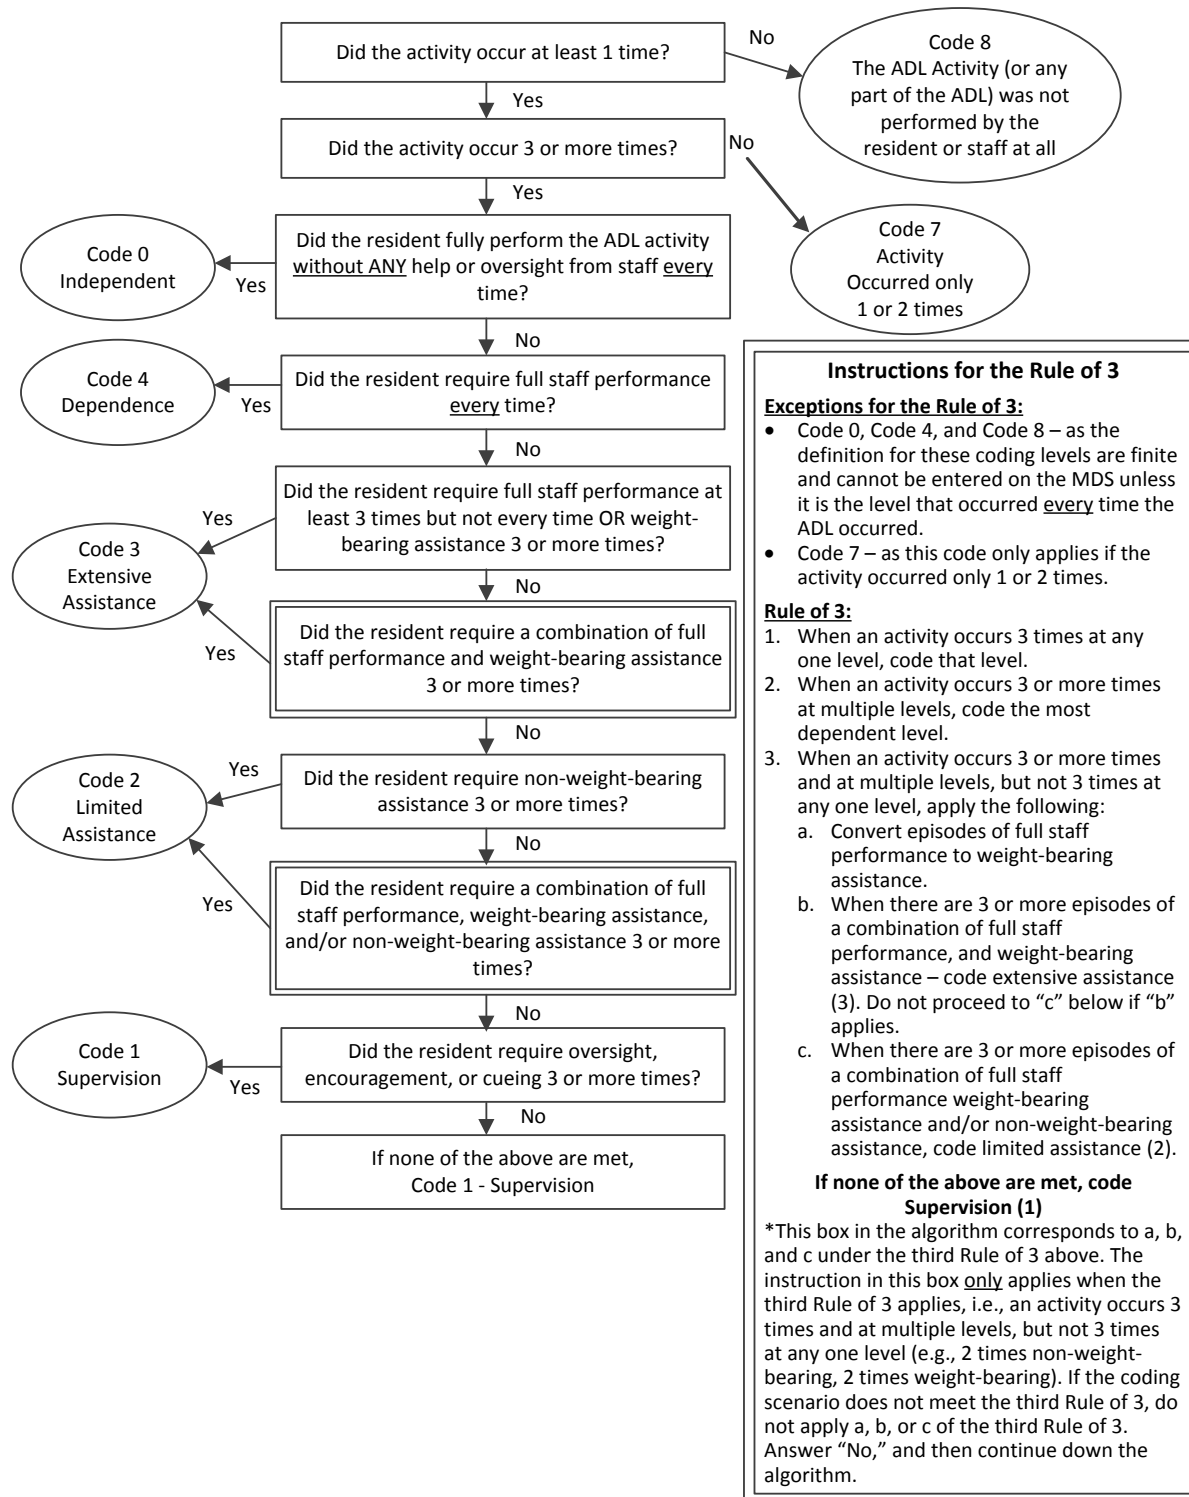 Did the activity occur at least 1 time?
No
Code 8
The ADL Activity (or any
part of the ADL) was not
performed by the
resident or staff at all
Yes
Did the activity occur 3 or more times?
No
Code 7
Activity
Occurred only
1 or 2 times
Yes
Did the resident fully perform the ADL activity
without ANY help or oversight from staff every
time?
Yes
Code 0
Independent
No
Did the resident require full staff performance
every time?
Yes
Code 4
Dependence
No
Did the resident require full staff performance at
least 3 times but not every time OR weight-
bearing assistance 3 or more times?
Yes
Code 3
Extensive
Assistance
No
Did the resident require a combination of full
staff performance and weight-bearing assistance
3 or more times?
Yes
No
Did the resident require non-weight-bearing
assistance 3 or more times?
Yes
Code 2
Limited
Assistance
No
Did the resident require a combination of full
staff performance, weight-bearing assistance,
and/or non-weight-bearing assistance 3 or more
times?
Yes
No
Did the resident require oversight,
encouragement, or cueing 3 or more times?
Yes
Code 1
Supervision
No
If none of the above are met,
Code 1 - Supervision
Instructions for the Rule of 3
Exceptions for the Rule of 3:
• Code 0, Code 4, and Code 8 – as the
definition for these coding levels are finite
and cannot be entered on the MDS unless
it is the level that occurred every time the
ADL occurred.
• Code 7 – as this code only applies if the
activity occurred only 1 or 2 times.
Rule of 3:
1. When an activity occurs 3 times at any
one level, code that level.
2. When an activity occurs 3 or more times
at multiple levels, code the most
dependent level.
3. When an activity occurs 3 or more times
and at multiple levels, but not 3 times at
any one level, apply the following:
a. Convert episodes of full staff
performance to weight-bearing
assistance.
b. When there are 3 or more episodes of
a combination of full staff
performance, and weight-bearing
assistance – code extensive assistance
(3). Do not proceed to “c” below if “b”
applies.
c. When there are 3 or more episodes of
a combination of full staff
performance weight-bearing
assistance and/or non-weight-bearing
assistance, code limited assistance (2).
If none of the above are met, code
Supervision (1)
*This box in the algorithm corresponds to a, b,
and c under the third Rule of 3 above. The
instruction in this box only applies when the
third Rule of 3 applies, i.e., an activity occurs 3
times and at multiple levels, but not 3 times
at any one level (e.g., 2 times non-weight-
bearing, 2 times weight-bearing). If the coding
scenario does not meet the third Rule of 3, do
not apply a, b, or c of the third Rule of 3.
Answer “No,” and then continue down the
algorithm.